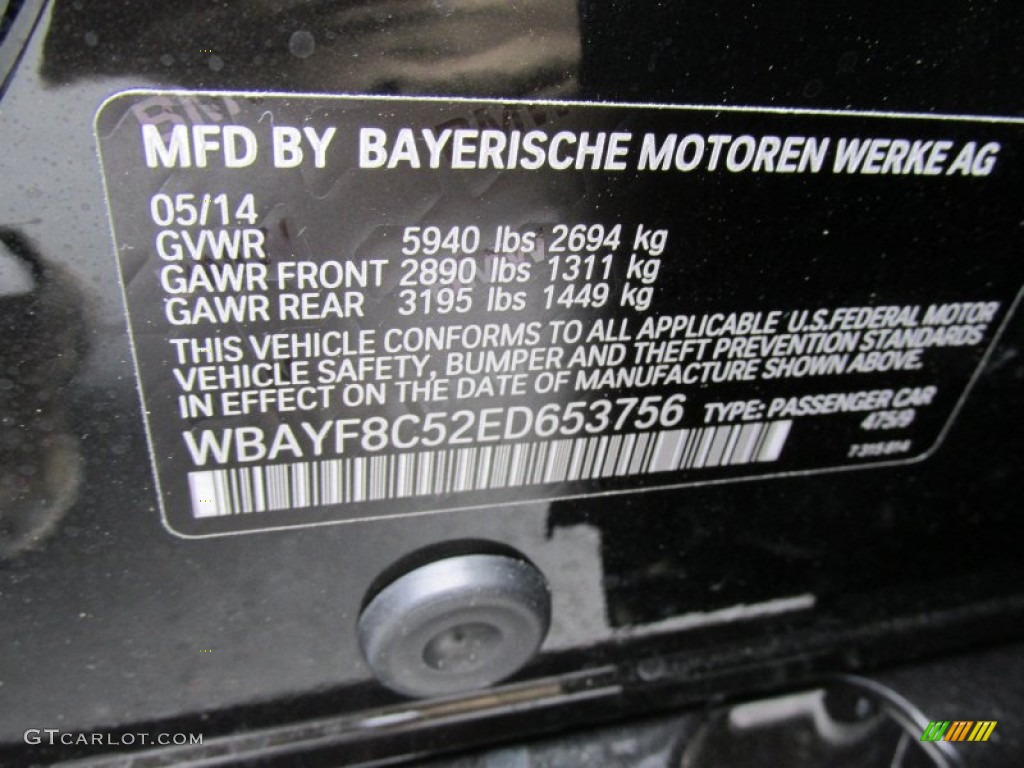 MFD BY BAYERISCHE MOTOREN WERKE AG
05/14
GVWR 5940 lbs 2694 kg
GAWR FRONT 2890 lbs 1311 kg
GAWR REAR 3195 lbs 1449 kg
THIS VEHICLE CONFORMS TO ALL APPLICABLE U.S.FEDERAL MOTOR
VEHICLE SAFETY, BUMPER AND THEFT PREVENTION STANDARDS
IN EFFECT ON THE DATE OF MANUFACTURE SHOWN ABOVE.
WBAYF8C52ED653756 TYPE: PASSENGER CAR
475/9
GTCARLOT.COM